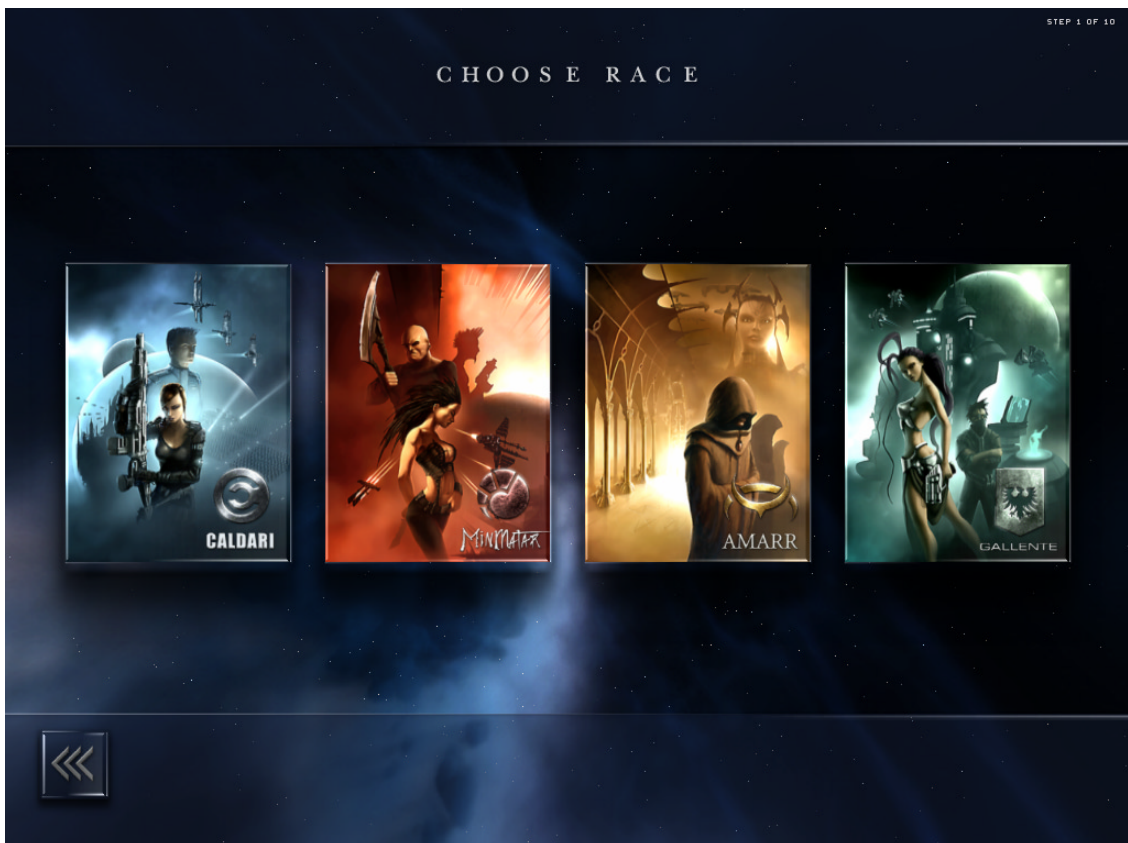 STEP 1 OF 10
CHOOSE RACE
CALDARI
MINMATAR
AMARR
GALLENTE